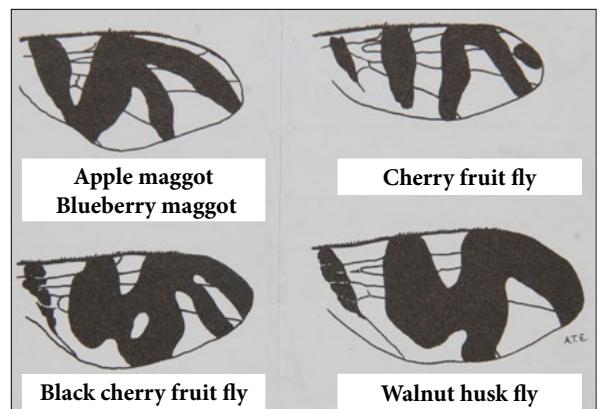 Apple maggot
Blueberry maggot
Cherry fruit fly
A.T.E.
Black cherry fruit fly
Walnut husk fly